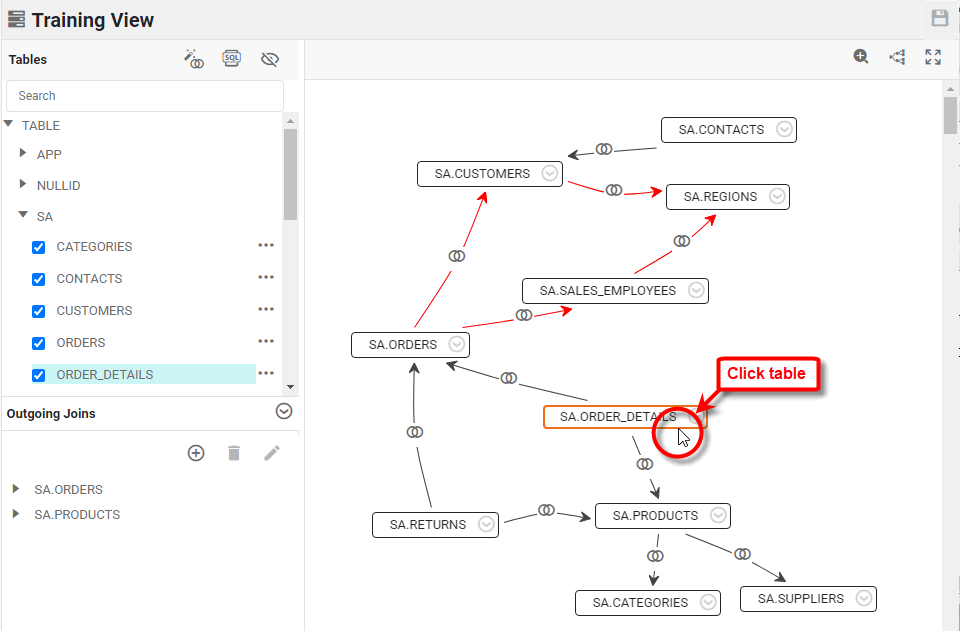 Training View
Tables
SQL
Search
TABLE
APP
NULLID
SA
CATEGORIES
CONTACTS
CUSTOMERS
ORDERS
ORDER_DETAILS
Outgoing Joins
SA.ORDERS
SA.PRODUCTS
SA.CONTACTS
SA.CUSTOMERS
SA.REGIONS
SA.SALES_EMPLOYEES
SA.ORDERS
Click table
SA.ORDER_DETAILS
SA.PRODUCTS
SA.RETURNS
SA.CATEGORIES
SA.SUPPLIERS